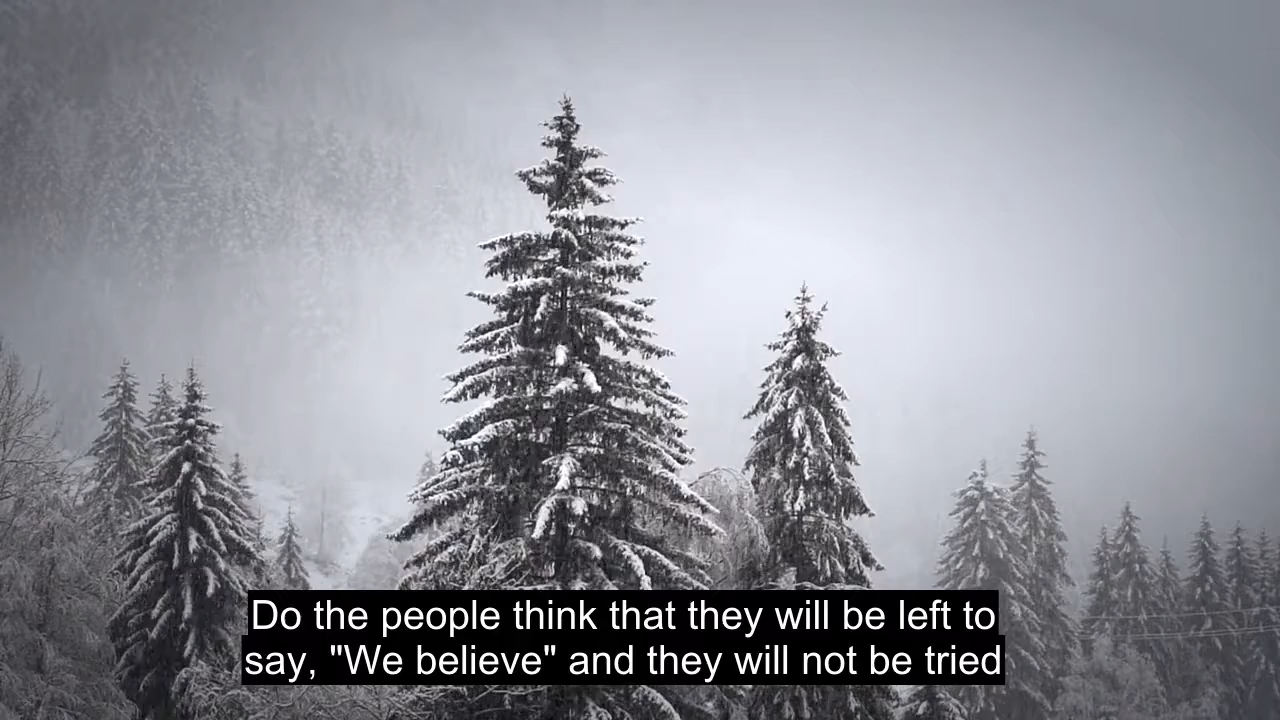 Do the people think that they will be left to
say, "We believe" and they will not be tried